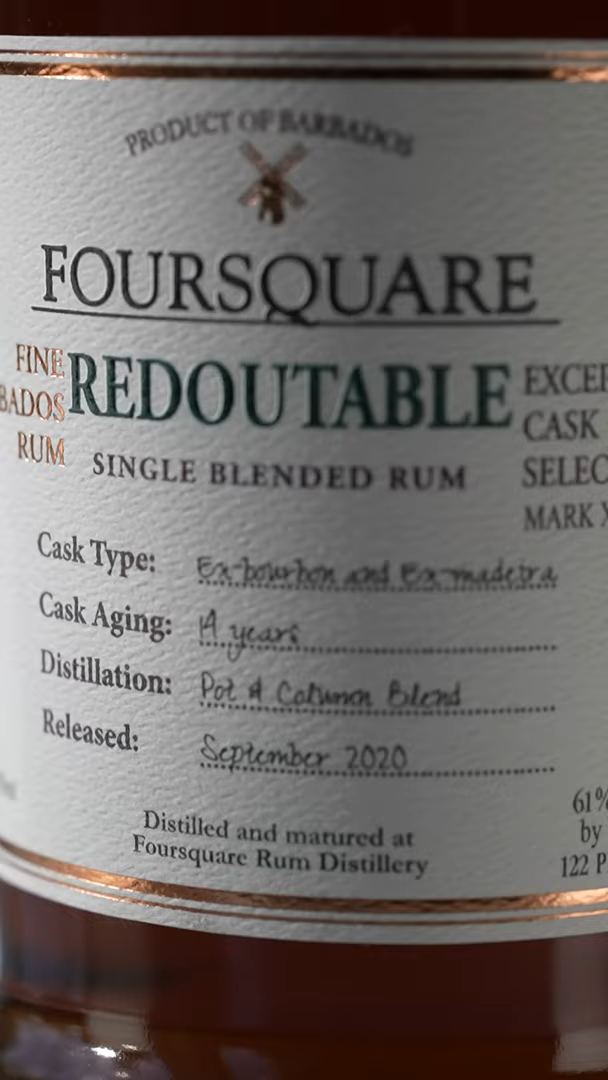 PRODUCT OF BARBADOS
FOURSQUARE
FINE
BADOS
RUM
REDOUTABLE
SINGLE BLENDED RUM
EXCEP
CASK
SELEC
MARK X
Cask Type: Ex-bourbon and Ex-madeira
Cask Aging: 14 years
Distillation: Pot & Column Blend
Released: September 2020
Distilled and matured at
Foursquare Rum Distillery
61%
by
122 P